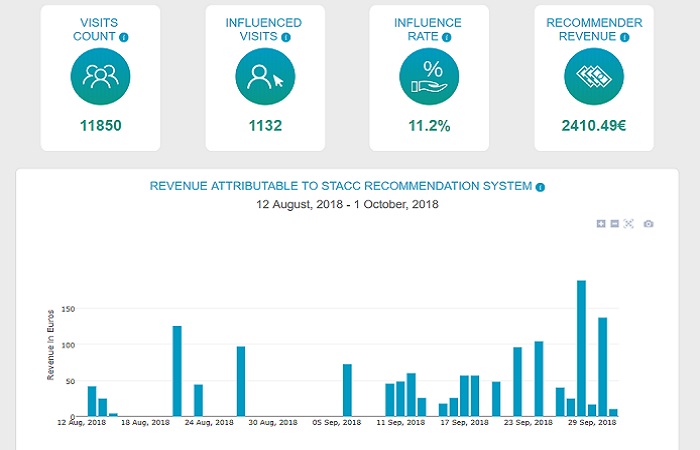 VISITS
COUNT i
INFLUENCED
VISITS i
INFLUENCE
RATE i
RECOMMENDER
REVENUE i
%
11850
1132
11.2%
2410.49€
REVENUE ATTRIBUTABLE TO STACC RECOMMENDATION SYSTEM i
12 August, 2018 - 1 October, 2018
Revenue in Euros
150
100
50
0
12 Aug, 2018
18 Aug, 2018
24 Aug, 2018
30 Aug, 2018
05 Sep, 2018
11 Sep, 2018
17 Sep, 2018
23 Sep, 2018
29 Sep, 2018